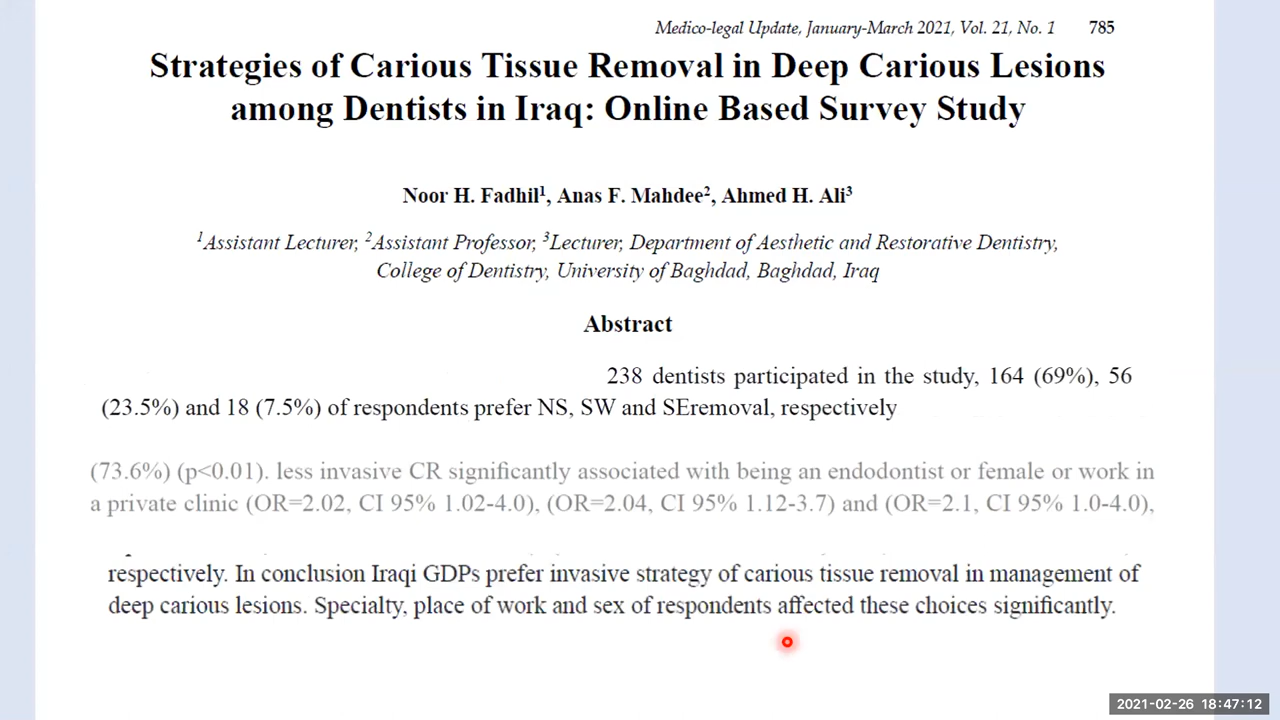 Medico-legal Update, January-March 2021, Vol. 21, No. 1 785
Strategies of Carious Tissue Removal in Deep Carious Lesions
among Dentists in Iraq: Online Based Survey Study
Noor H. Fadhil¹, Anas F. Mahdee², Ahmed H. Ali³
¹Assistant Lecturer, ²Assistant Professor, ³Lecturer, Department of Aesthetic and Restorative Dentistry,
College of Dentistry, University of Baghdad, Baghdad, Iraq
Abstract
238 dentists participated in the study, 164 (69%), 56
(23.5%) and 18 (7.5%) of respondents prefer NS, SW and SEremoval, respectively
(73.6%) (p<0.01). less invasive CR significantly associated with being an endodontist or female or work in
a private clinic (OR=2.02, CI 95% 1.02-4.0), (OR=2.04, CI 95% 1.12-3.7) and (OR=2.1, CI 95% 1.0-4.0),
respectively. In conclusion Iraqi GDPs prefer invasive strategy of carious tissue removal in management of
deep carious lesions. Specialty, place of work and sex of respondents affected these choices significantly.
2021-02-26 18:47:12